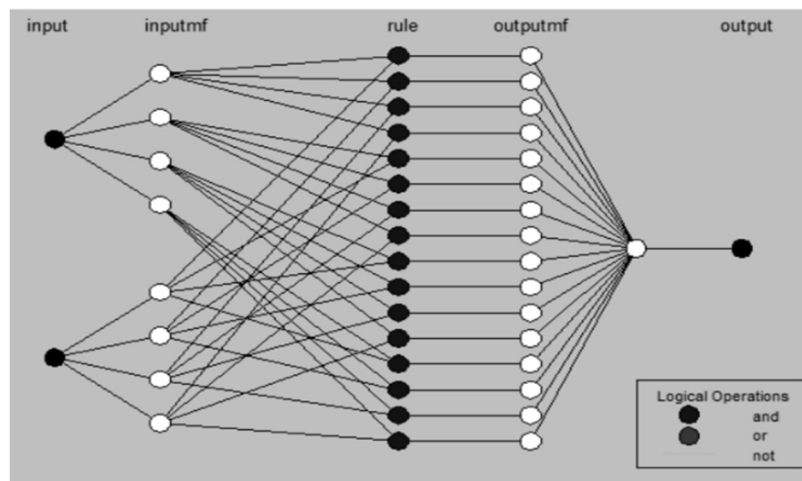 input inputmf rule outputmf output
Logical Operations
and
or
not